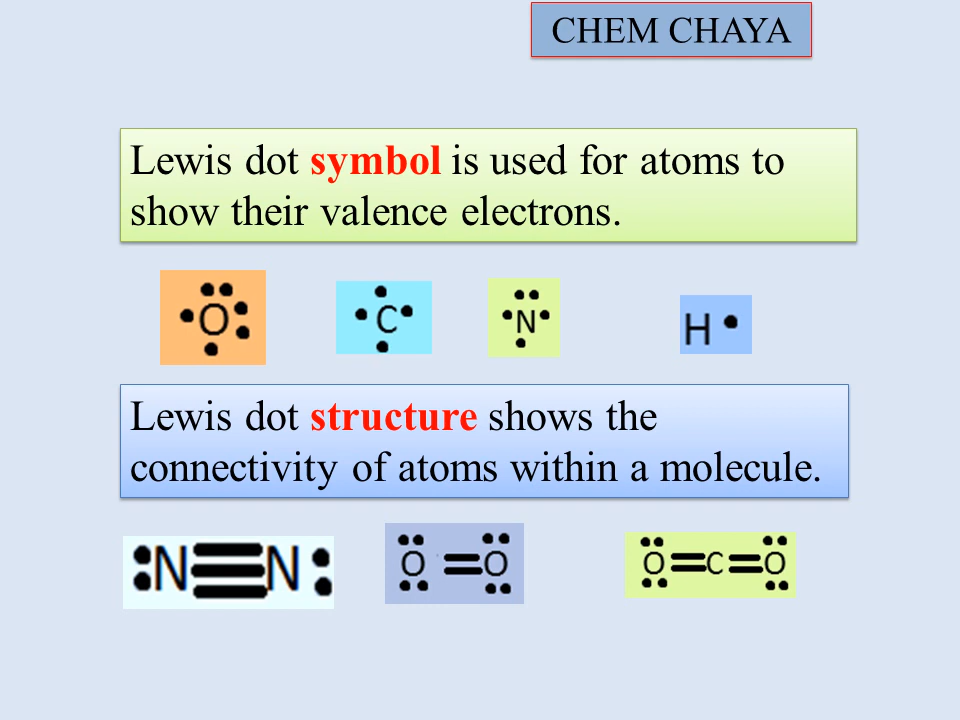 CHEM CHAYA
Lewis dot symbol is used for atoms to
show their valence electrons.
O C N H
Lewis dot structure shows the
connectivity of atoms within a molecule.
N≡N O=O O=C=O